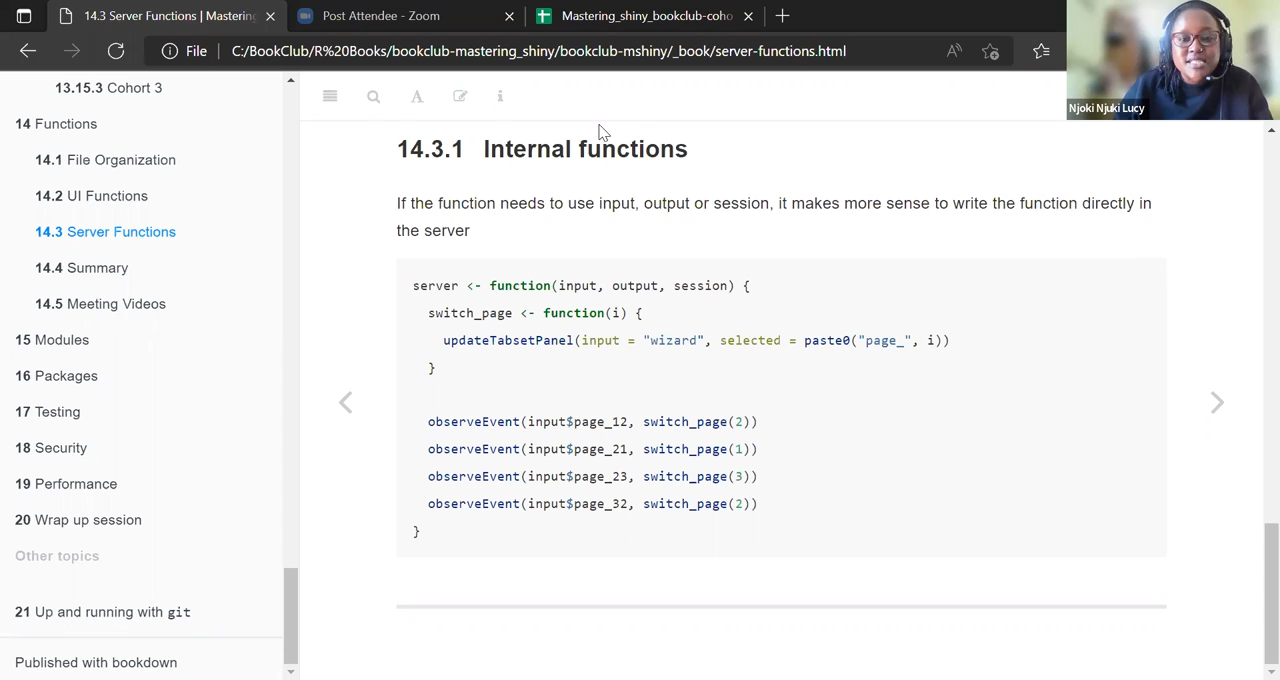 14.3 Server Functions | Mastering
Post Attendee - Zoom
Mastering_shiny_bookclub-coho
File
C:/BookClub/R%20Books/bookclub-mastering_shiny/bookclub-mshiny/_book/server-functions.html
Njoki Njuki Lucy
13.15.3 Cohort 3
14 Functions
14.1 File Organization
14.2 UI Functions
14.3 Server Functions
14.4 Summary
14.5 Meeting Videos
15 Modules
16 Packages
17 Testing
18 Security
19 Performance
20 Wrap up session
Other topics
21 Up and running with git
Published with bookdown
14.3.1 Internal functions
If the function needs to use input, output or session, it makes more sense to write the function directly in
the server
server <- function(input, output, session) {
switch_page <- function(i) {
updateTabsetPanel(input = "wizard", selected = paste0("page_", i))
}
observeEvent(input$page_12, switch_page(2))
observeEvent(input$page_21, switch_page(1))
observeEvent(input$page_23, switch_page(3))
observeEvent(input$page_32, switch_page(2))
}